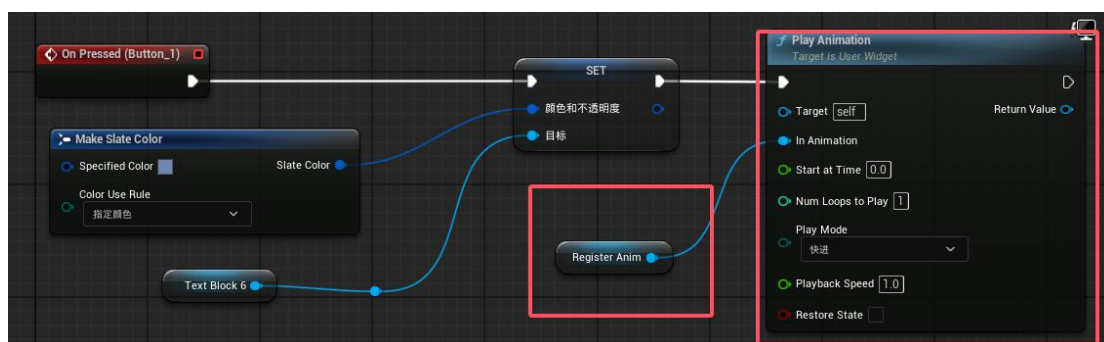 On Pressed (Button_1)
SET
颜色和不透明度
目标
Make Slate Color
Specified Color
Slate Color
Color Use Rule
指定颜色
Text Block 6
Register Anim
f Play Animation
Target is User Widget
Target self
Return Value
In Animation
Start at Time 0.0
Num Loops to Play 1
Play Mode
快进
Playback Speed 1.0
Restore State